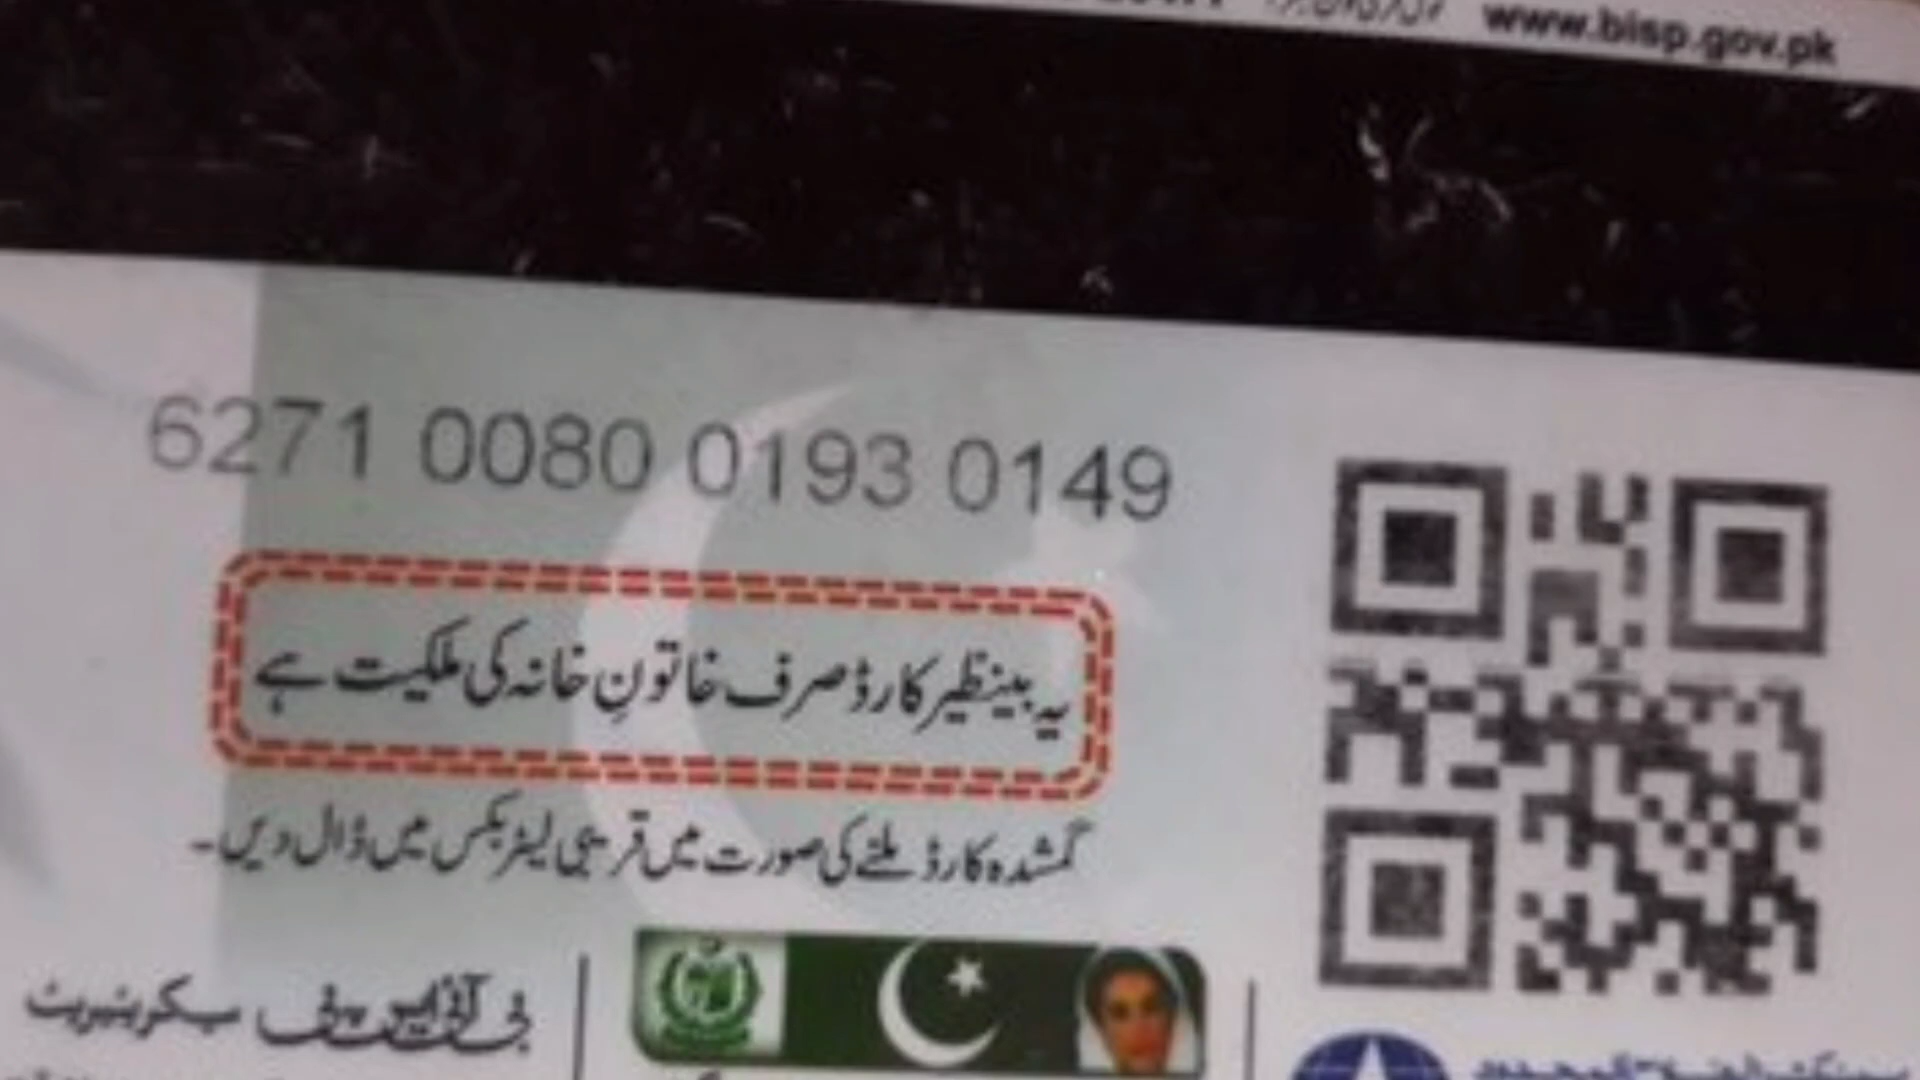 www.bisp.gov.pk
6271 0080 0193 0149
یہ بینظیر کارڈ صرف خاتونِ خانہ کی ملکیت ہے
گمشدہ کارڈ ملنے کی صورت میں قریبی لیٹر بکس میں ڈال دیں۔
بی آئی ایس پی سیکریٹریٹ